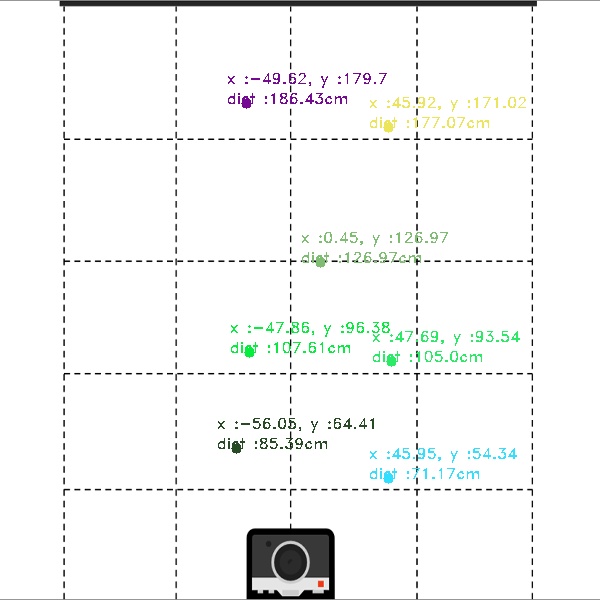 x :-49.62, y :179.7
dist :186.43cm
x :45.92, y :171.02
dist :177.07cm
x :0.45, y :126.97
dist :126.97cm
x :-47.86, y :96.38
dist :107.61cm
x :47.69, y :93.54
dist :105.0cm
x :-56.05, y :64.41
dist :85.39cm
x :45.95, y :54.34
dist :71.17cm